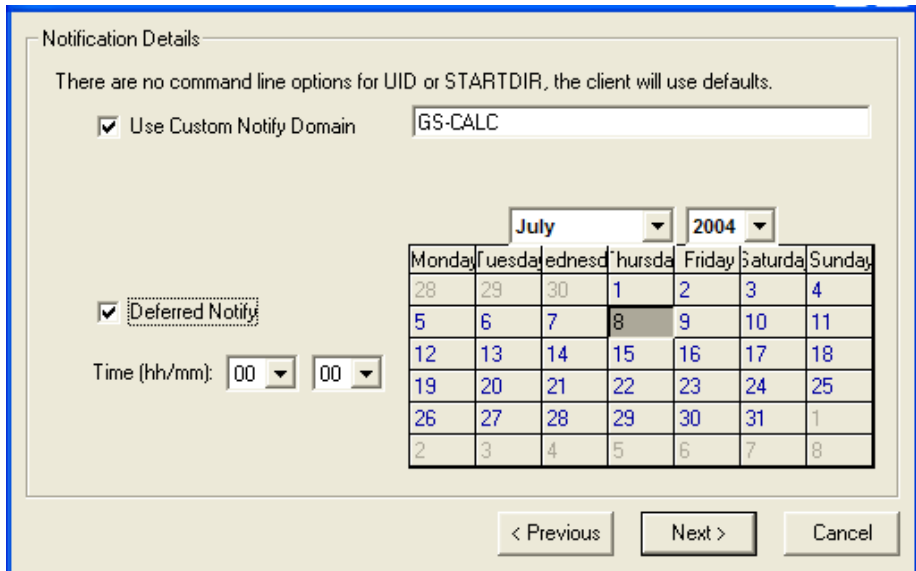 Notification Details
There are no command line options for UID or STARTDIR, the client will use defaults.
Use Custom Notify Domain GS-CALC
July 2004
Monday Tuesda ednesd Thursda Friday Saturda Sunday
28 29 30 1 2 3 4
Deferred Notify
5 6 7 8 9 10 11
12 13 14 15 16 17 18
Time (hh/mm): 00 00
19 20 21 22 23 24 25
26 27 28 29 30 31 1
2 3 4 5 6 7 8
< Previous Next > Cancel